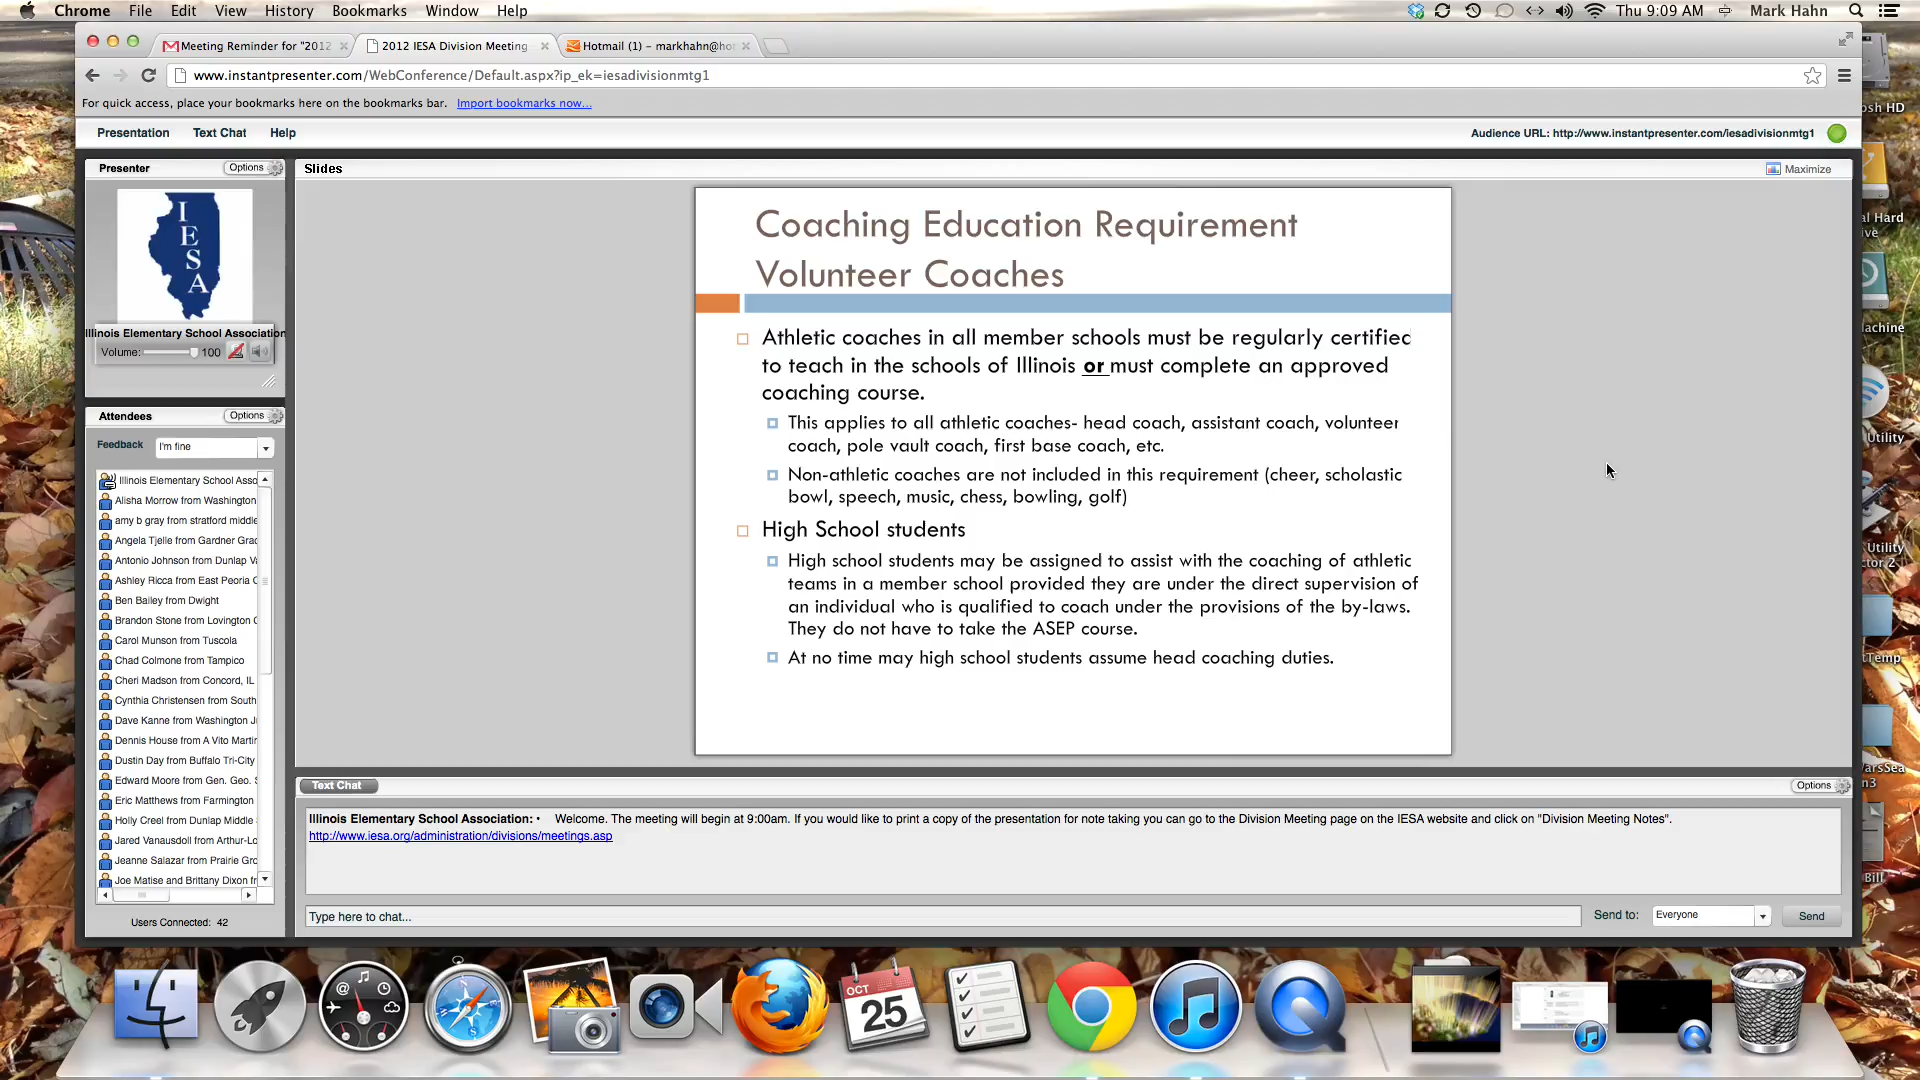 Chrome File Edit View History Bookmarks Window Help Thu 9:09 AM Mark Hahn
Meeting Reminder for "2012
2012 IESA Division Meeting
Hotmail (1) - markhahn@ho
www.instantpresenter.com/WebConference/Default.aspx?ip_ek=iesadivisionmtg1
For quick access, place your bookmarks here on the bookmarks bar. Import bookmarks now...
Presentation Text Chat Help
Audience URL: http://www.instantpresenter.com/iesadivisionmtg1
Presenter Options
I
E
S
A
Illinois Elementary School Association
Volume: 100
Attendees Options
Feedback I'm fine
Illinois Elementary School Asso
Alisha Morrow from Washington
amy b gray from stratford middle
Angela Tjelle from Gardner Grac
Antonio Johnson from Dunlap Va
Ashley Ricca from East Peoria C
Ben Bailey from Dwight
Brandon Stone from Lovington C
Carol Munson from Tuscola
Chad Colmone from Tampico
Cheri Madson from Concord, IL
Cynthia Christensen from South
Dave Kanne from Washington J
Dennis House from A Vito Martin
Dustin Day from Buffalo Tri-City
Edward Moore from Gen. Geo. S
Eric Matthews from Farmington
Holly Creel from Dunlap Middle
Jared Vanausdoll from Arthur-Lo
Jeanne Salazar from Prairie Gro
Joe Matise and Brittany Dixon fr
Users Connected: 42
Slides Maximize
Coaching Education Requirement
Volunteer Coaches
Athletic coaches in all member schools must be regularly certified
to teach in the schools of Illinois or must complete an approved
coaching course.
This applies to all athletic coaches- head coach, assistant coach, volunteer
coach, pole vault coach, first base coach, etc.
Non-athletic coaches are not included in this requirement (cheer, scholastic
bowl, speech, music, chess, bowling, golf)
High School students
High school students may be assigned to assist with the coaching of athletic
teams in a member school provided they are under the direct supervision of
an individual who is qualified to coach under the provisions of the by-laws.
They do not have to take the ASEP course.
At no time may high school students assume head coaching duties.
Text Chat Options
Illinois Elementary School Association: • Welcome. The meeting will begin at 9:00am. If you would like to print a copy of the presentation for note taking you can go to the Division Meeting page on the IESA website and click on "Division Meeting Notes".
http://www.iesa.org/administration/divisions/meetings.asp
Type here to chat...
Send to: Everyone Send
osh HD
al Hard
ive
achine
Utility
Utility
ctor 2
tTemp
arsSea
n3
Bill
OCT
25